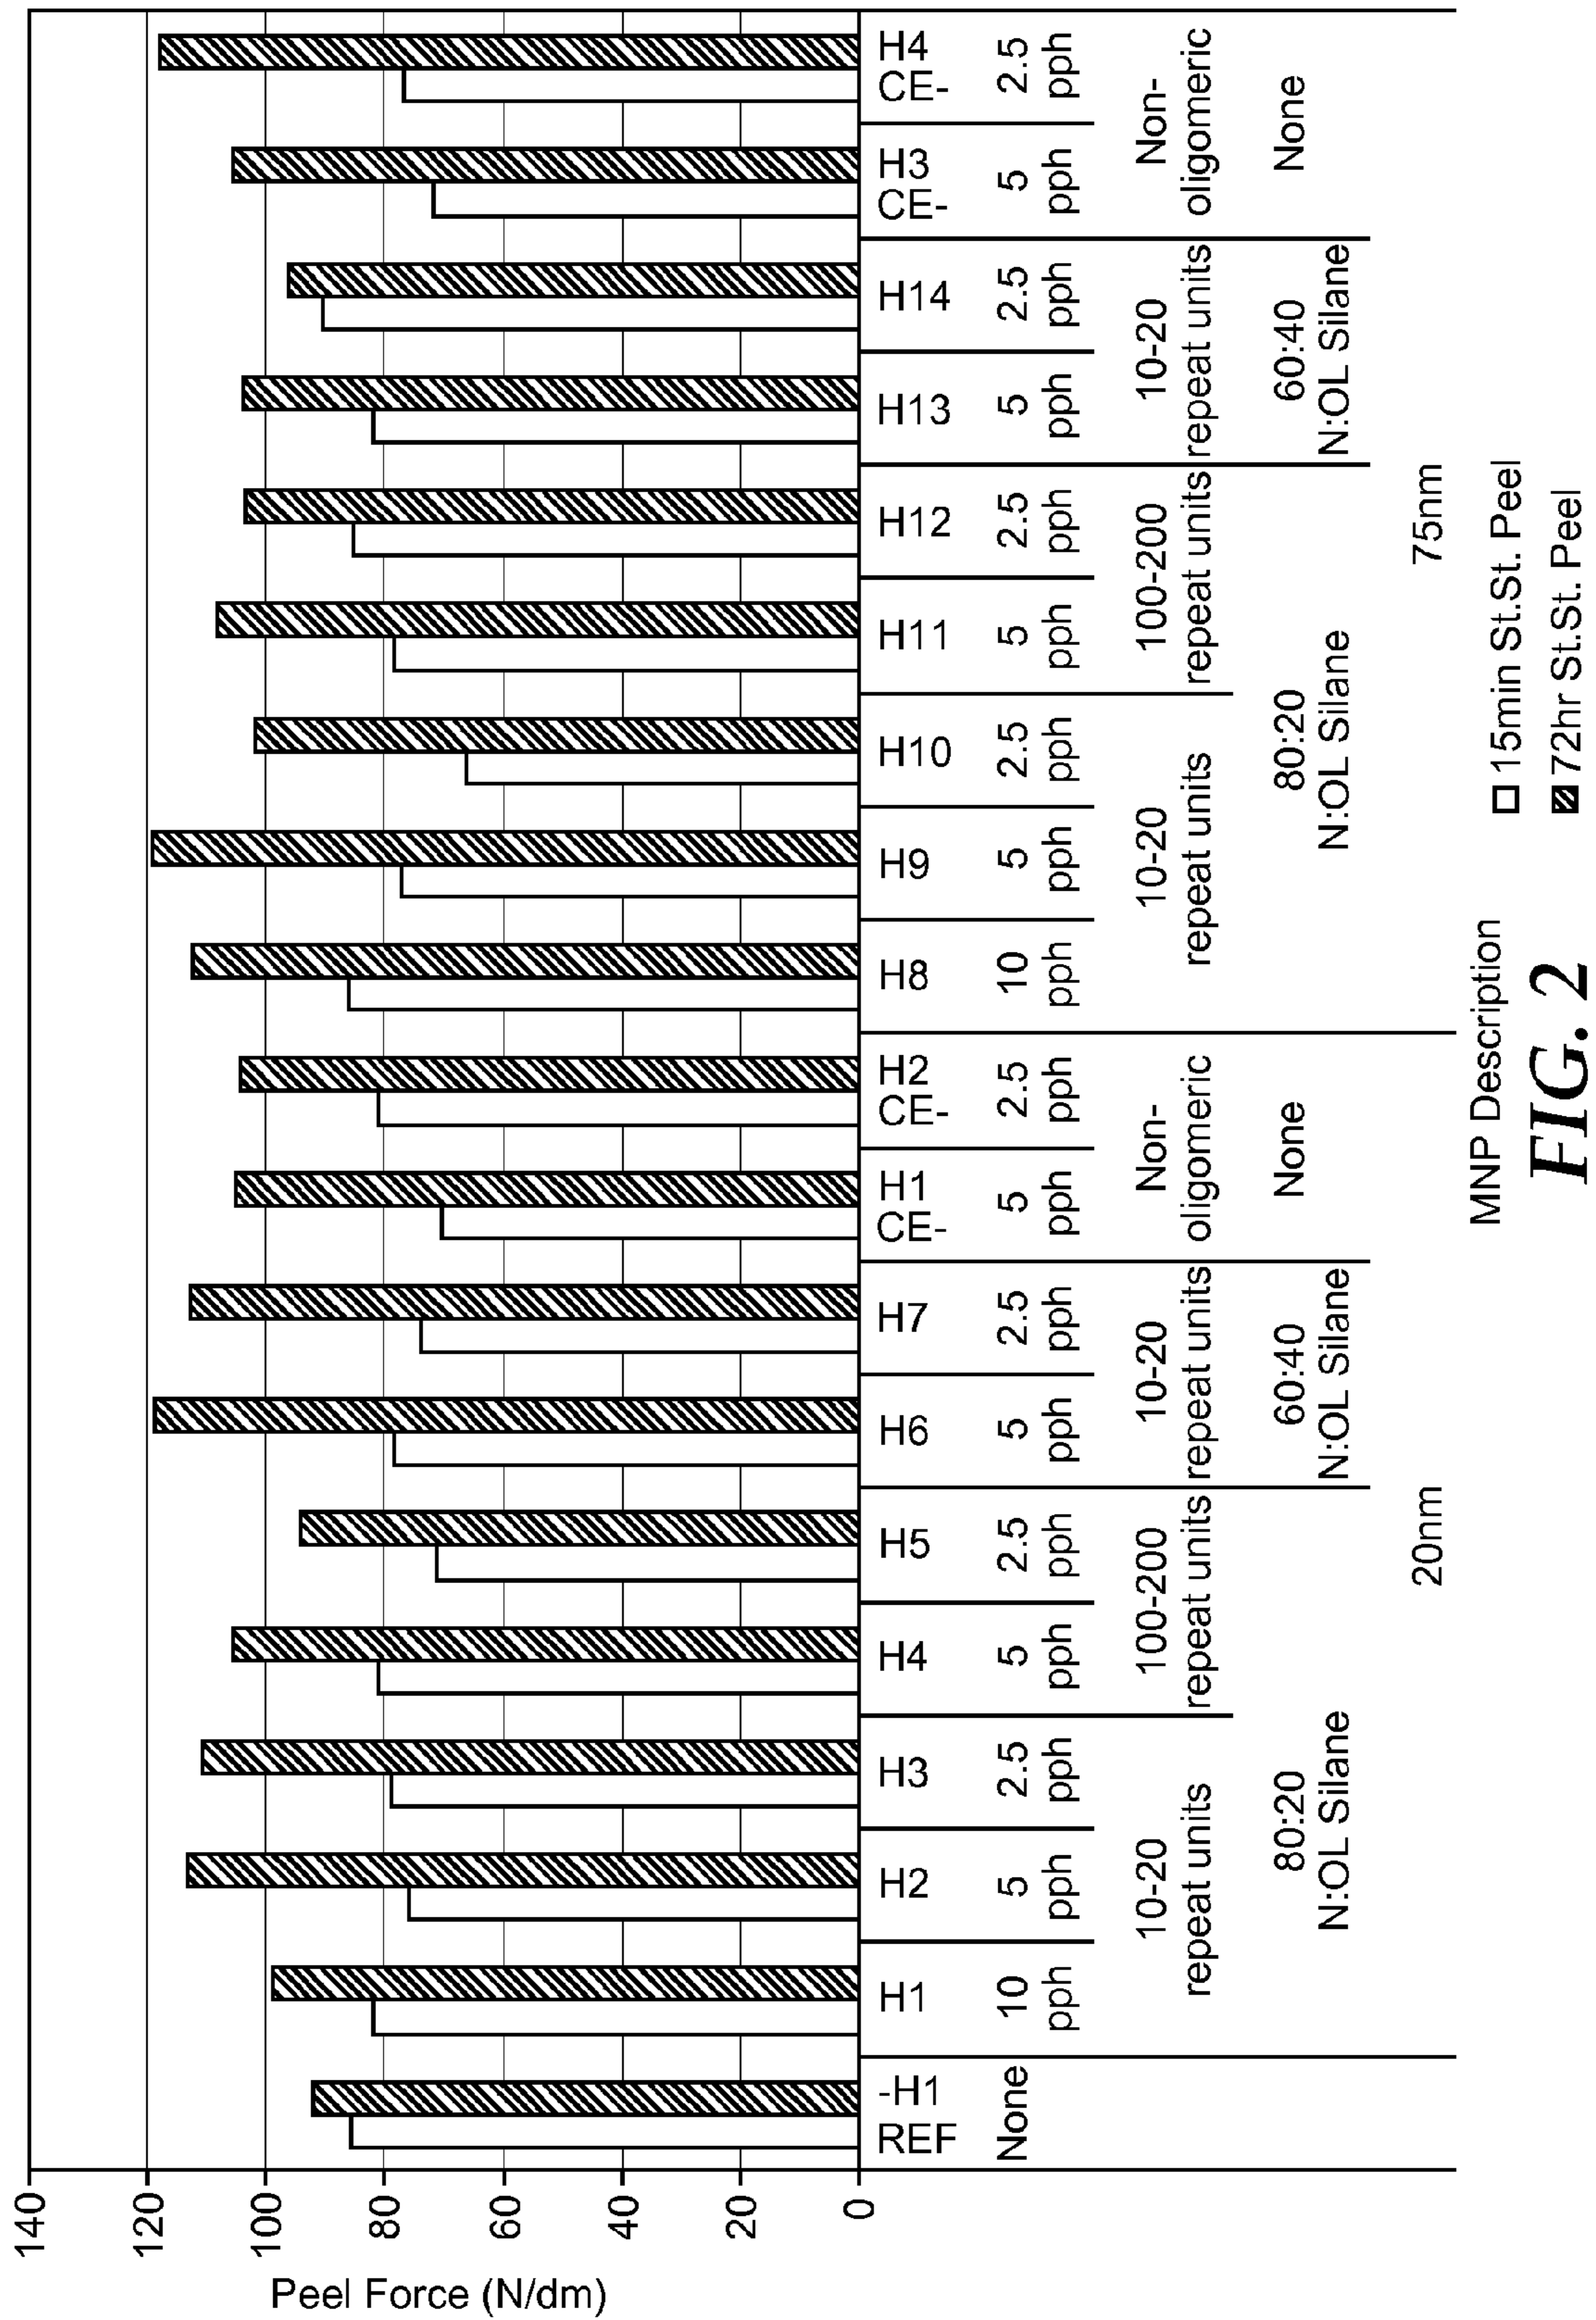 140
120
100
80
60
40
20
0
Peel Force (N/dm)
REF -H1
H1
H2
H3
H4
H5
H6
H7
CE- H1
CE- H2
H8
H9
H10
H11
H12
H13
H14
CE- H3
CE- H4
None
10 pph
5 pph
2.5 pph
5 pph
2.5 pph
5 pph
2.5 pph
5 pph
2.5 pph
10 pph
5 pph
2.5 pph
5 pph
2.5 pph
5 pph
2.5 pph
5 pph
2.5 pph
10-20
repeat units
100-200
repeat units
10-20
repeat units
Non-
oligomeric
10-20
repeat units
100-200
repeat units
10-20
repeat units
Non-
oligomeric
80:20
N:OL Silane
60:40
N:OL Silane
None
80:20
N:OL Silane
60:40
N:OL Silane
None
20nm
75nm
MNP Description
15min St.St. Peel
72hr St.St. Peel
FIG. 2